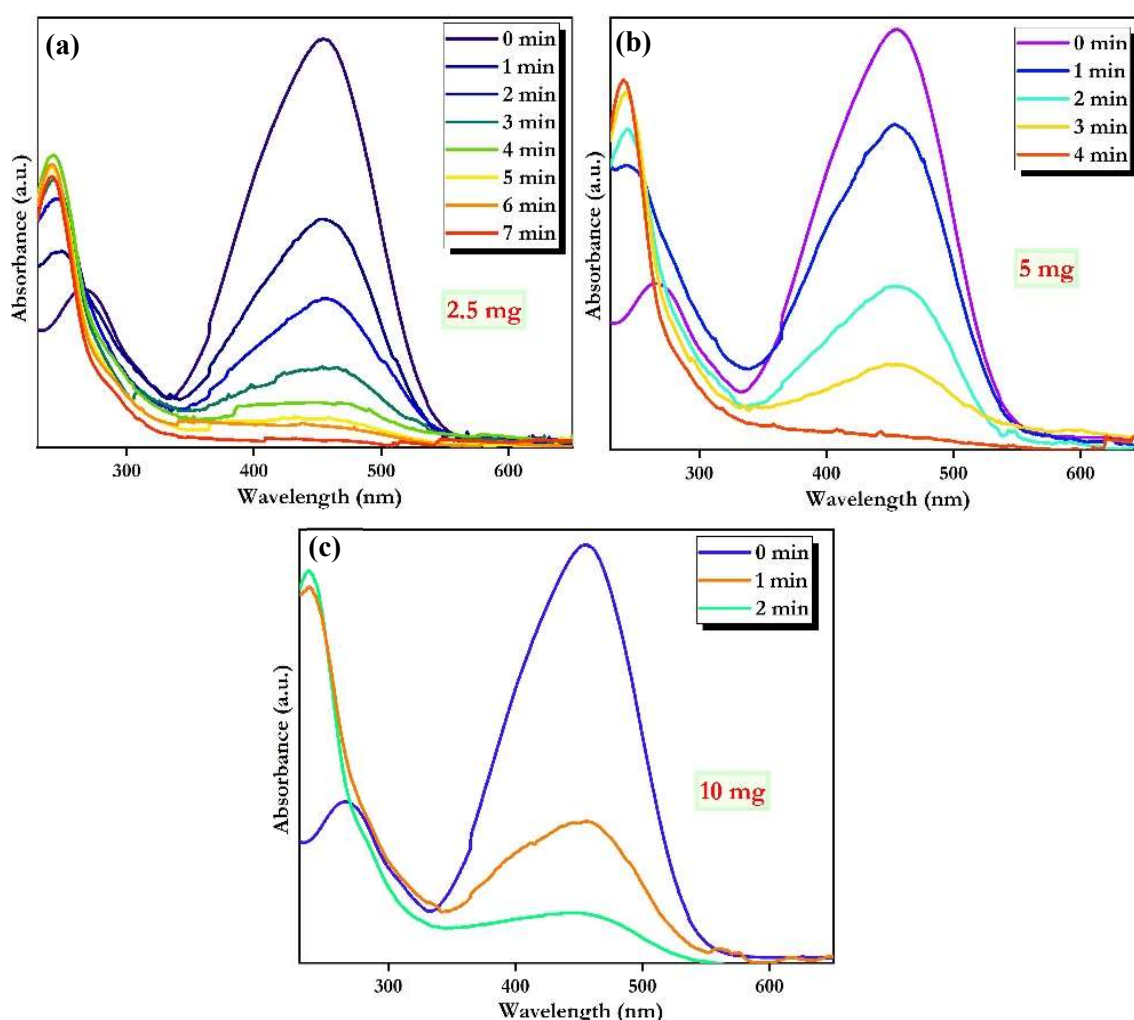 (a)
0 min
1 min
2 min
3 min
4 min
5 min
6 min
7 min
2.5 mg
Absorbance (a.u.)
300
400
500
600
Wavelength (nm)
(b)
0 min
1 min
2 min
3 min
4 min
5 mg
Absorbance (a.u.)
300
400
500
600
Wavelength (nm)
(c)
0 min
1 min
2 min
10 mg
Absorbance (a.u.)
300
400
500
600
Wavelength (nm)